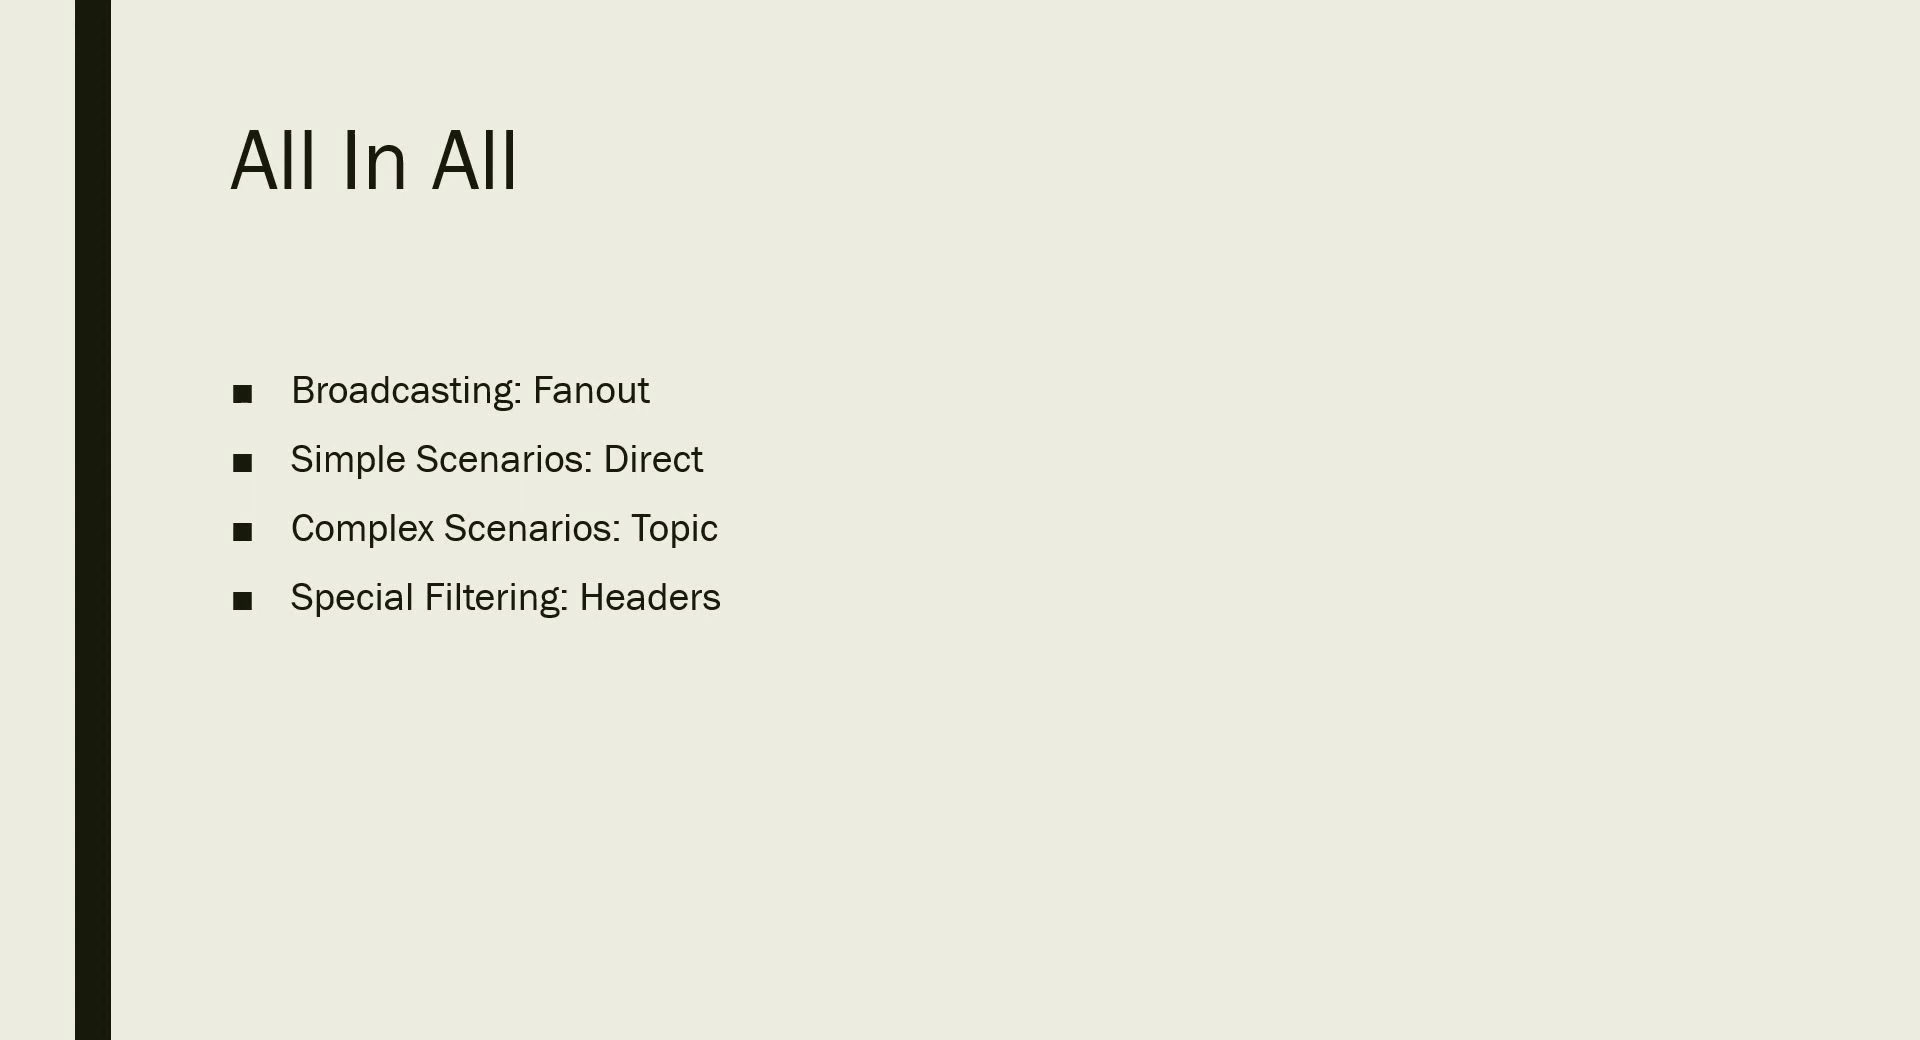 All In All
■ Broadcasting: Fanout
■ Simple Scenarios: Direct
■ Complex Scenarios: Topic
■ Special Filtering: Headers